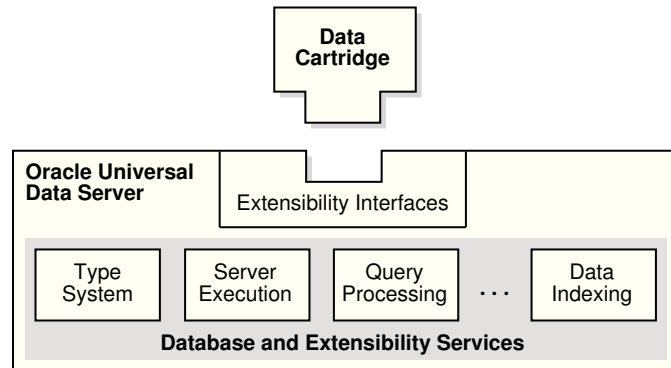 Data
Cartridge
Oracle Universal
Data Server
Extensibility Interfaces
Type
System
Server
Execution
Query
Processing
...
Data
Indexing
Database and Extensibility Services